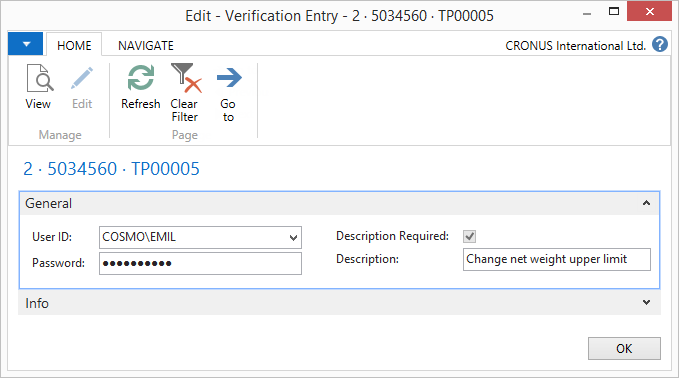 Edit - Verification Entry - 2 · 5034560 · TP00005
HOME NAVIGATE CRONUS International Ltd. ?
View Edit Refresh Clear Filter Go to
Manage Page
2 · 5034560 · TP00005
General
User ID: COSMO\EMIL Description Required:
Password: ●●●●●●●●●● Description: Change net weight upper limit
Info
OK